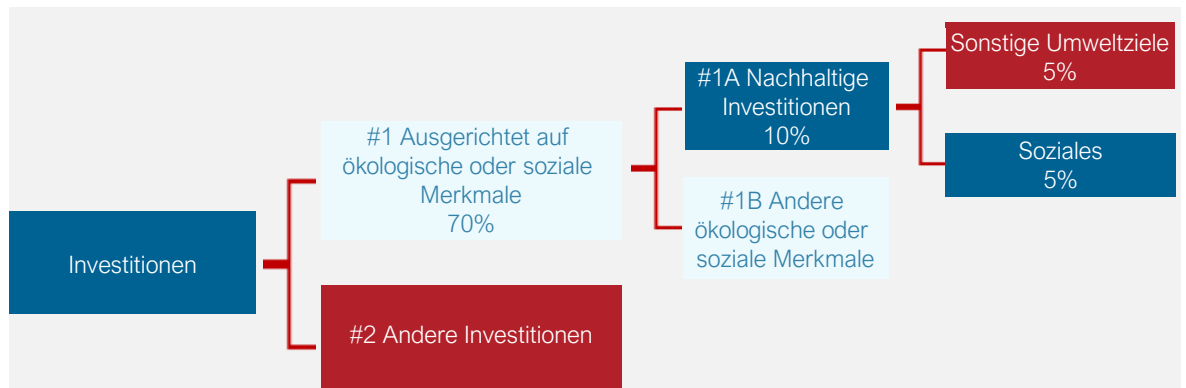 Investitionen
#1 Ausgerichtet auf
ökologische oder soziale
Merkmale
70%
#2 Andere Investitionen
#1A Nachhaltige
Investitionen
10%
#1B Andere
ökologische oder
soziale Merkmale
Sonstige Umweltziele
5%
Soziales
5%